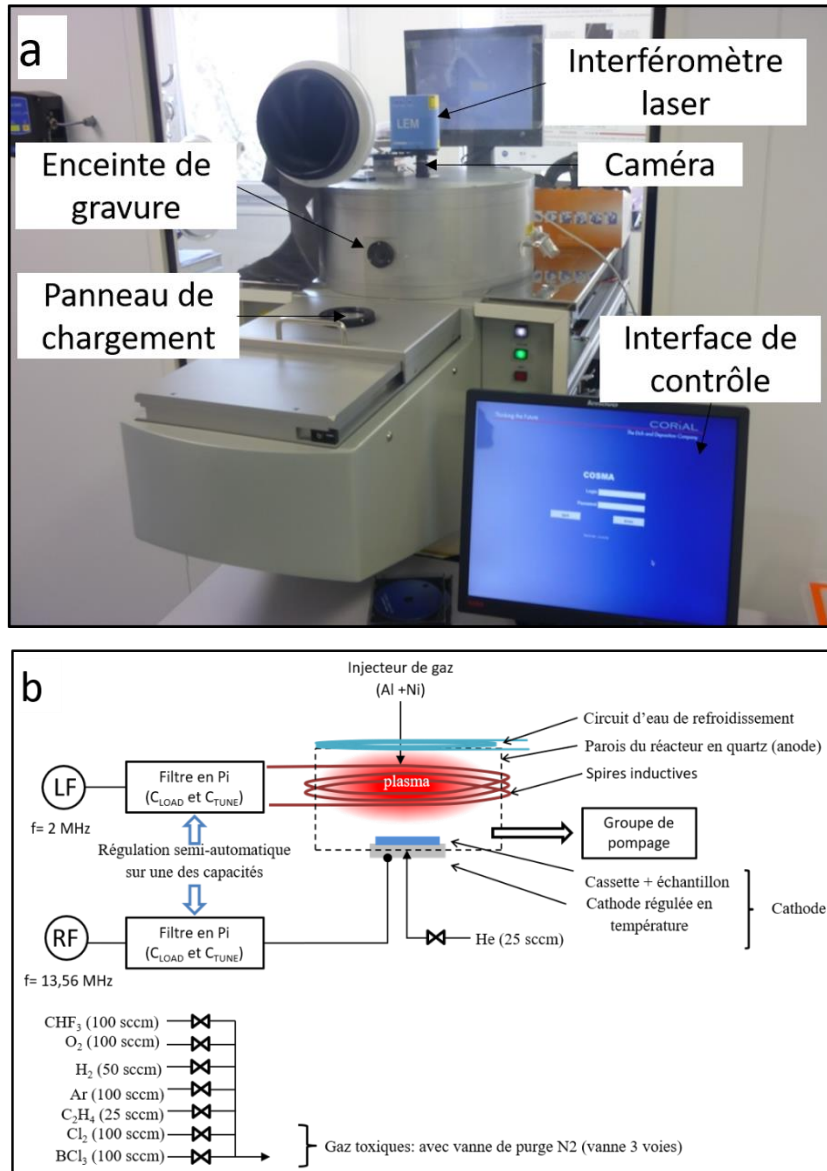 a
Interféromètre
laser
LEM
Caméra
Enceinte de
gravure
Panneau de
chargement
Interface de
contrôle
CORIAL
COSMA
Login
Password
b
Injecteur de gaz
(Al +Ni)
Circuit d'eau de refroidissement
Parois du réacteur en quartz (anode)
Spires inductives
plasma
LF
Filtre en Pi
(CLOAD et CTUNE)
f= 2 MHz
Régulation semi-automatique
sur une des capacités
Groupe de
pompage
Cassette + échantillon
Cathode régulée en
température
Cathode
RF
Filtre en Pi
(CLOAD et CTUNE)
f= 13,56 MHz
He (25 sccm)
CHF3 (100 sccm)
O2 (100 sccm)
H2 (50 sccm)
Ar (100 sccm)
C2H4 (25 sccm)
Cl2 (100 sccm)
BCl3 (100 sccm)
Gaz toxiques: avec vanne de purge N2 (vanne 3 voies)